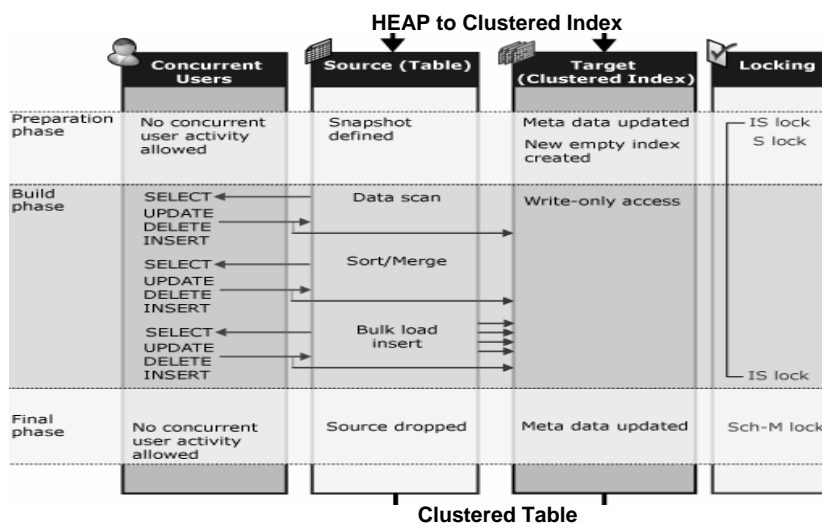 HEAP to Clustered Index
Concurrent
Users
Source (Table)
Target
(Clustered Index)
Locking
Preparation
phase
No concurrent
user activity
allowed
Snapshot
defined
Meta data updated
New empty index
created
IS lock
S lock
Build
phase
SELECT
UPDATE
DELETE
INSERT
Data scan
Write-only access
SELECT
UPDATE
DELETE
INSERT
Sort/Merge
SELECT
UPDATE
DELETE
INSERT
Bulk load
insert
IS lock
Final
phase
No concurrent
user activity
allowed
Source dropped
Meta data updated
Sch-M lock
Clustered Table